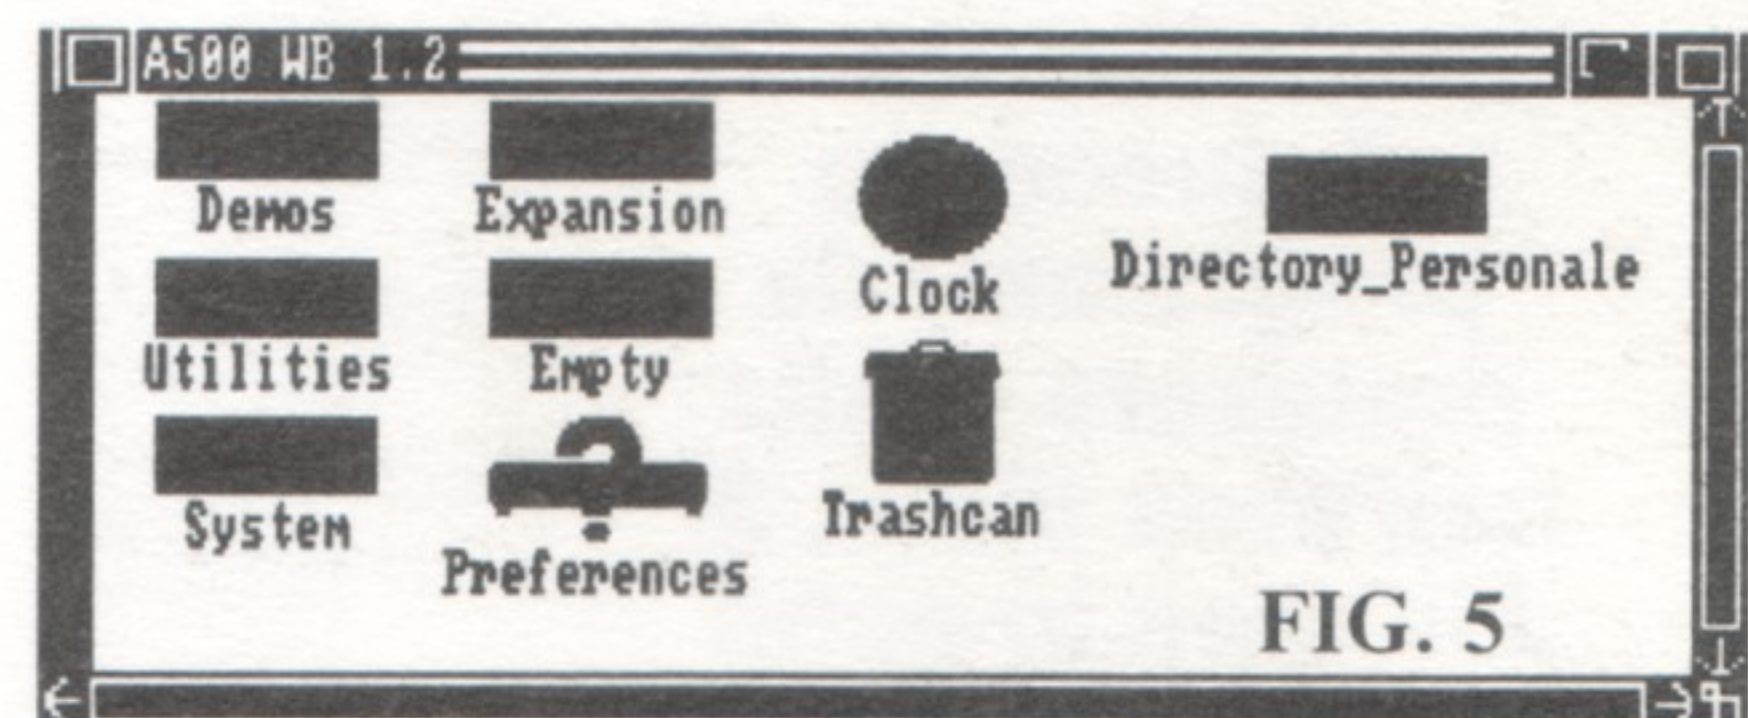 A500 WB 1.2
Demos
Expansion
Clock
Directory_Personale
Utilities
Empty
Trashcan
System
Preferences
FIG. 5